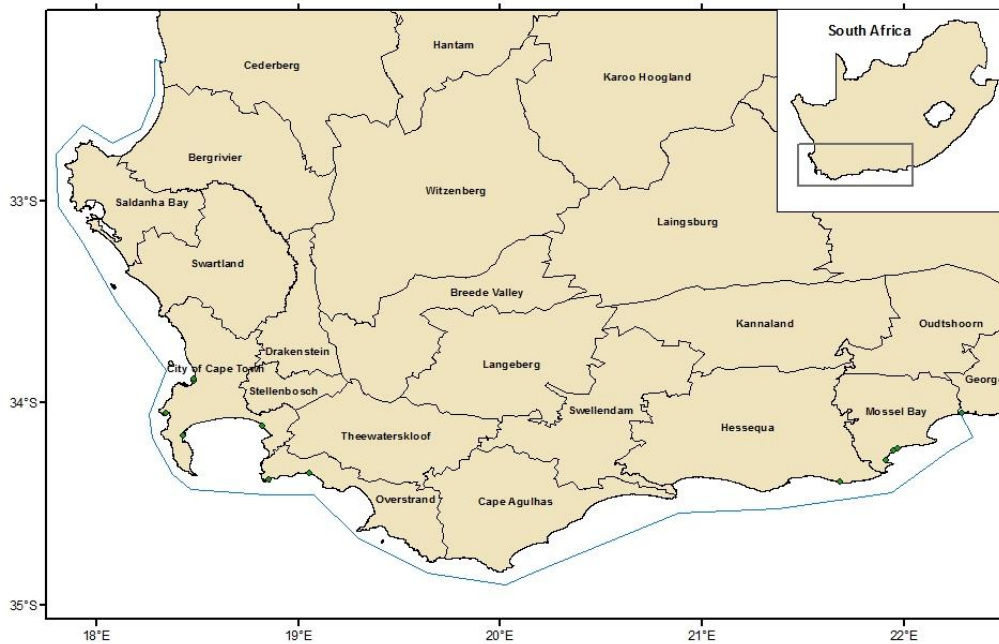 South Africa
Hantam
Cederberg
Karoo Hoogland
Bergrivier
Witzenberg
33°S
Saldanha Bay
Laingsburg
Swartland
Breede Valley
Kannaland
Oudtshoorn
Drakenstein
City of Cape Town
Langeberg
George
Stellenbosch
34°S
Swellendam
Mossel Bay
Theewaterskloof
Hessequa
Overstrand
Cape Agulhas
35°S
18°E
19°E
20°E
21°E
22°E